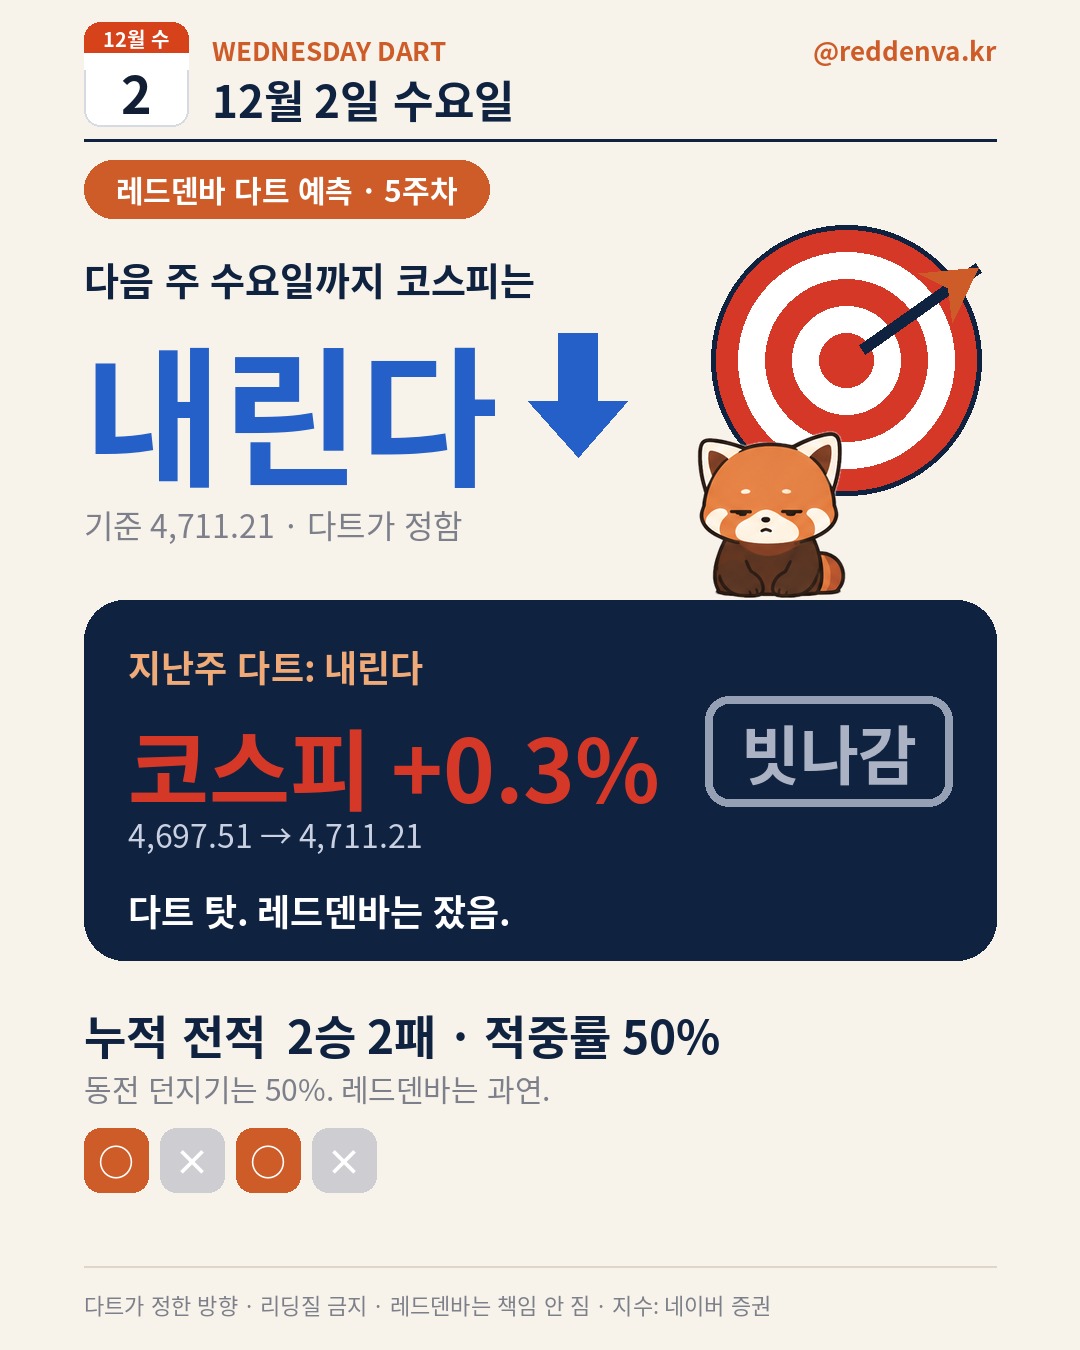 12월 수
2
WEDNESDAY DART
12월 2일 수요일
@reddenva.kr
레드덴바 다트 예측 · 5주차
다음 주 수요일까지 코스피는
내린다
기준 4,711.21 · 다트가 정함
지난주 다트: 내린다
코스피 +0.3%
빗나감
4,697.51 → 4,711.21
다트 탓. 레드덴바는 잤음.
누적 전적 2승 2패 · 적중률 50%
동전 던지기는 50%. 레드덴바는 과연.
○ × ○ ×
다트가 정한 방향 · 리딩질 금지 · 레드덴바는 책임 안 짐 · 지수: 네이버 증권